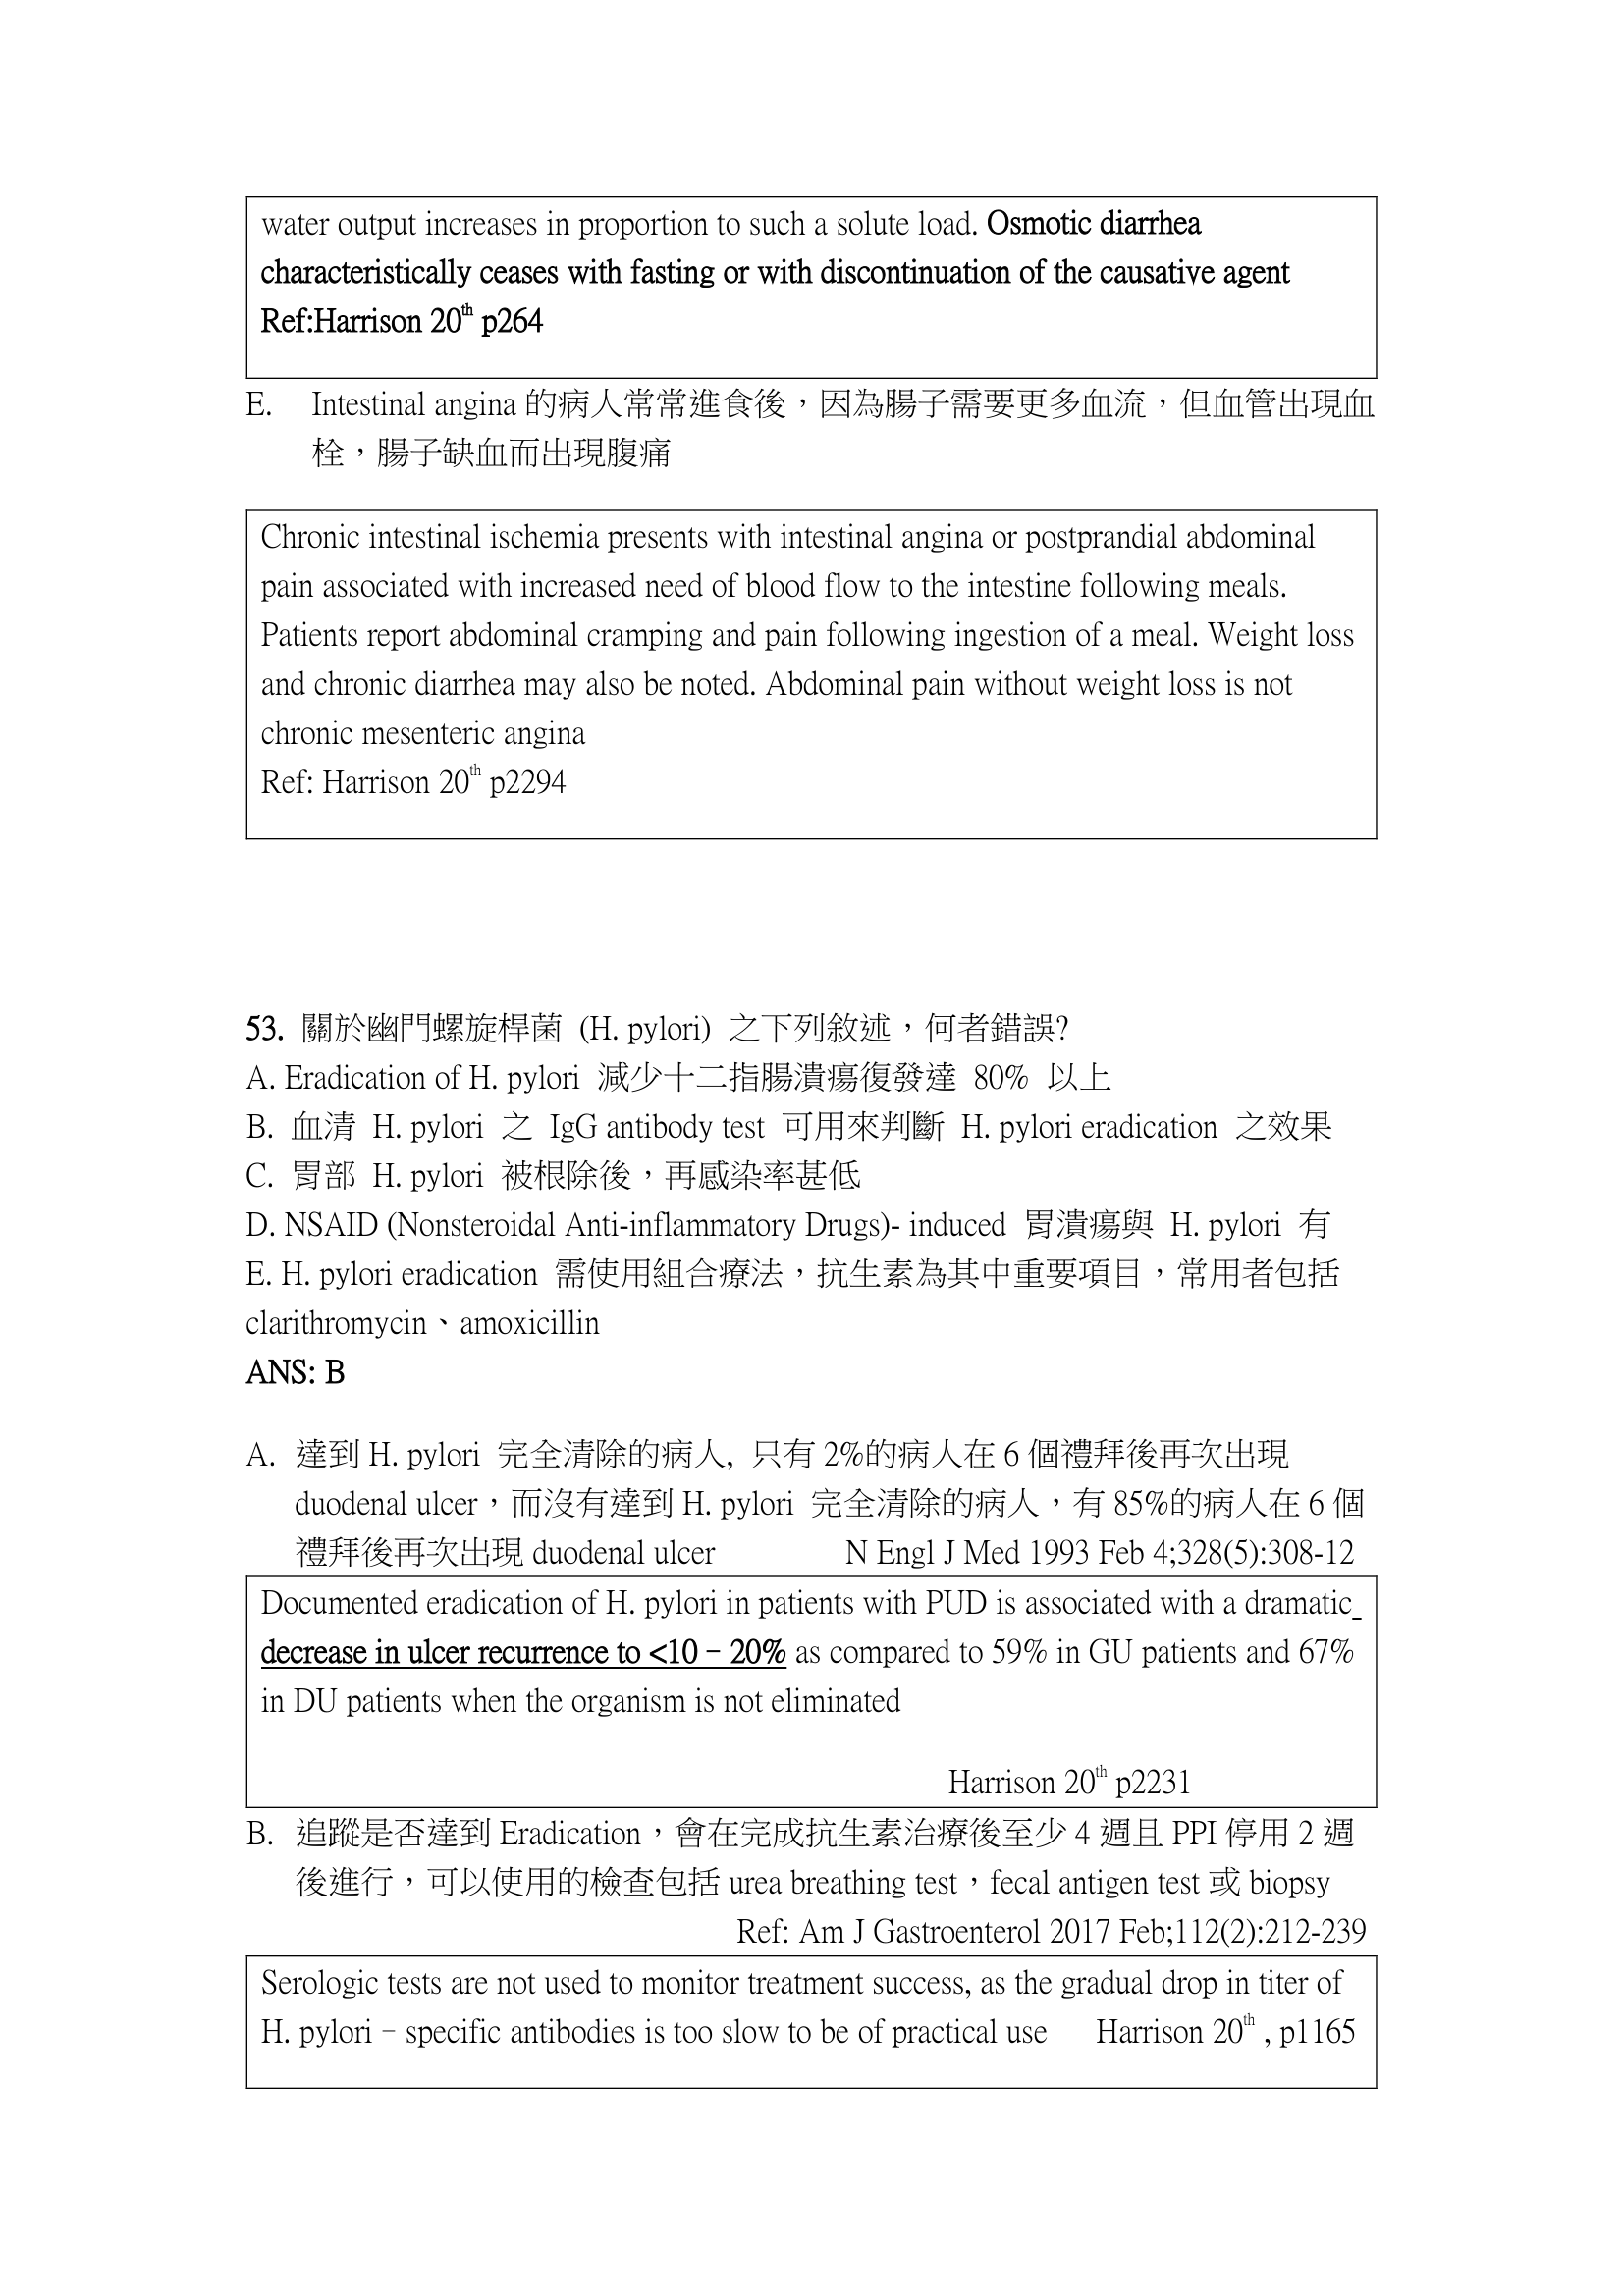 water output increases in proportion to such a solute load. Osmotic diarrhea
characteristically ceases with fasting or with discontinuation of the causative agent
Ref:Harrison 20th p264
E. Intestinal angina 的病人常常進食後，因為腸子需要更多血流，但血管出現血
栓，腸子缺血而出現腹痛
Chronic intestinal ischemia presents with intestinal angina or postprandial abdominal
pain associated with increased need of blood flow to the intestine following meals.
Patients report abdominal cramping and pain following ingestion of a meal. Weight loss
and chronic diarrhea may also be noted. Abdominal pain without weight loss is not
chronic mesenteric angina
Ref: Harrison 20th p2294
53. 關於幽門螺旋桿菌 (H. pylori) 之下列敘述，何者錯誤?
A. Eradication of H. pylori 減少十二指腸潰瘍復發達 80% 以上
B. 血清 H. pylori 之 IgG antibody test 可用來判斷 H. pylori eradication 之效果
C. 胃部 H. pylori 被根除後，再感染率甚低
D. NSAID (Nonsteroidal Anti-inflammatory Drugs)- induced 胃潰瘍與 H. pylori 有
E. H. pylori eradication 需使用組合療法，抗生素為其中重要項目，常用者包括
clarithromycin、amoxicillin
ANS: B
A. 達到 H. pylori 完全清除的病人, 只有 2%的病人在 6 個禮拜後再次出現
duodenal ulcer，而沒有達到 H. pylori 完全清除的病人，有 85%的病人在 6 個
禮拜後再次出現 duodenal ulcer N Engl J Med 1993 Feb 4;328(5):308-12
Documented eradication of H. pylori in patients with PUD is associated with a dramatic
decrease in ulcer recurrence to <10–20% as compared to 59% in GU patients and 67%
in DU patients when the organism is not eliminated
Harrison 20th p2231
B. 追蹤是否達到 Eradication，會在完成抗生素治療後至少 4 週且 PPI 停用 2 週
後進行，可以使用的檢查包括 urea breathing test，fecal antigen test 或 biopsy
Ref: Am J Gastroenterol 2017 Feb;112(2):212-239
Serologic tests are not used to monitor treatment success, as the gradual drop in titer of
H. pylori–specific antibodies is too slow to be of practical use Harrison 20th , p1165